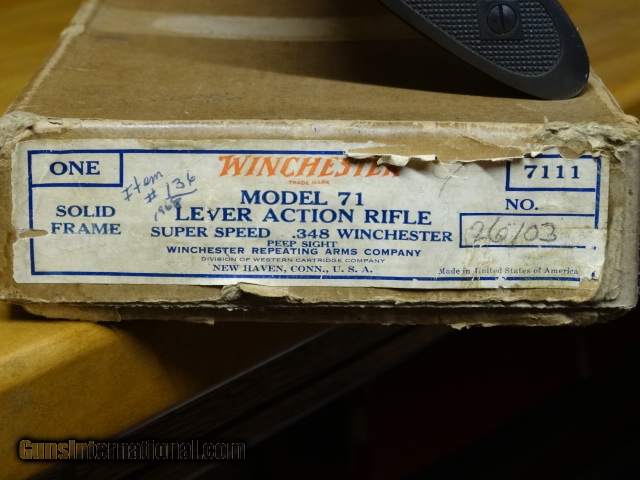 ONE
Item
# 136
WINCHESTER
TRADE MARK
7111
SOLID
FRAME
MODEL 71
LEVER ACTION RIFLE
SUPER SPEED .348 WINCHESTER
PEEP SIGHT
WINCHESTER REPEATING ARMS COMPANY
DIVISION OF WESTERN CARTRIDGE COMPANY
NEW HAVEN, CONN., U. S. A.
NO.
26103
Made in United States of America
GunsInternational.com